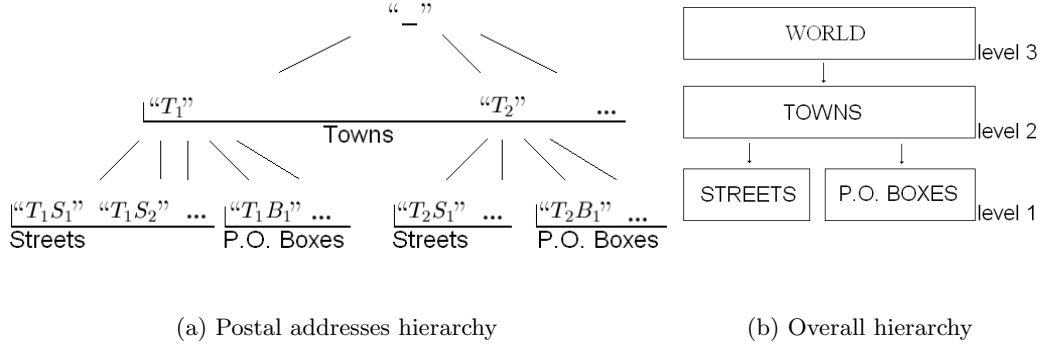 “_”
“T₁” “T₂” ...
Towns
“T₁S₁” “T₁S₂” ... “T₁B₁” ... “T₂S₁” ... “T₂B₁” ...
Streets P.O. Boxes Streets P.O. Boxes
(a) Postal addresses hierarchy
WORLD
level 3
TOWNS
level 2
STREETS P.O. BOXES
level 1
(b) Overall hierarchy